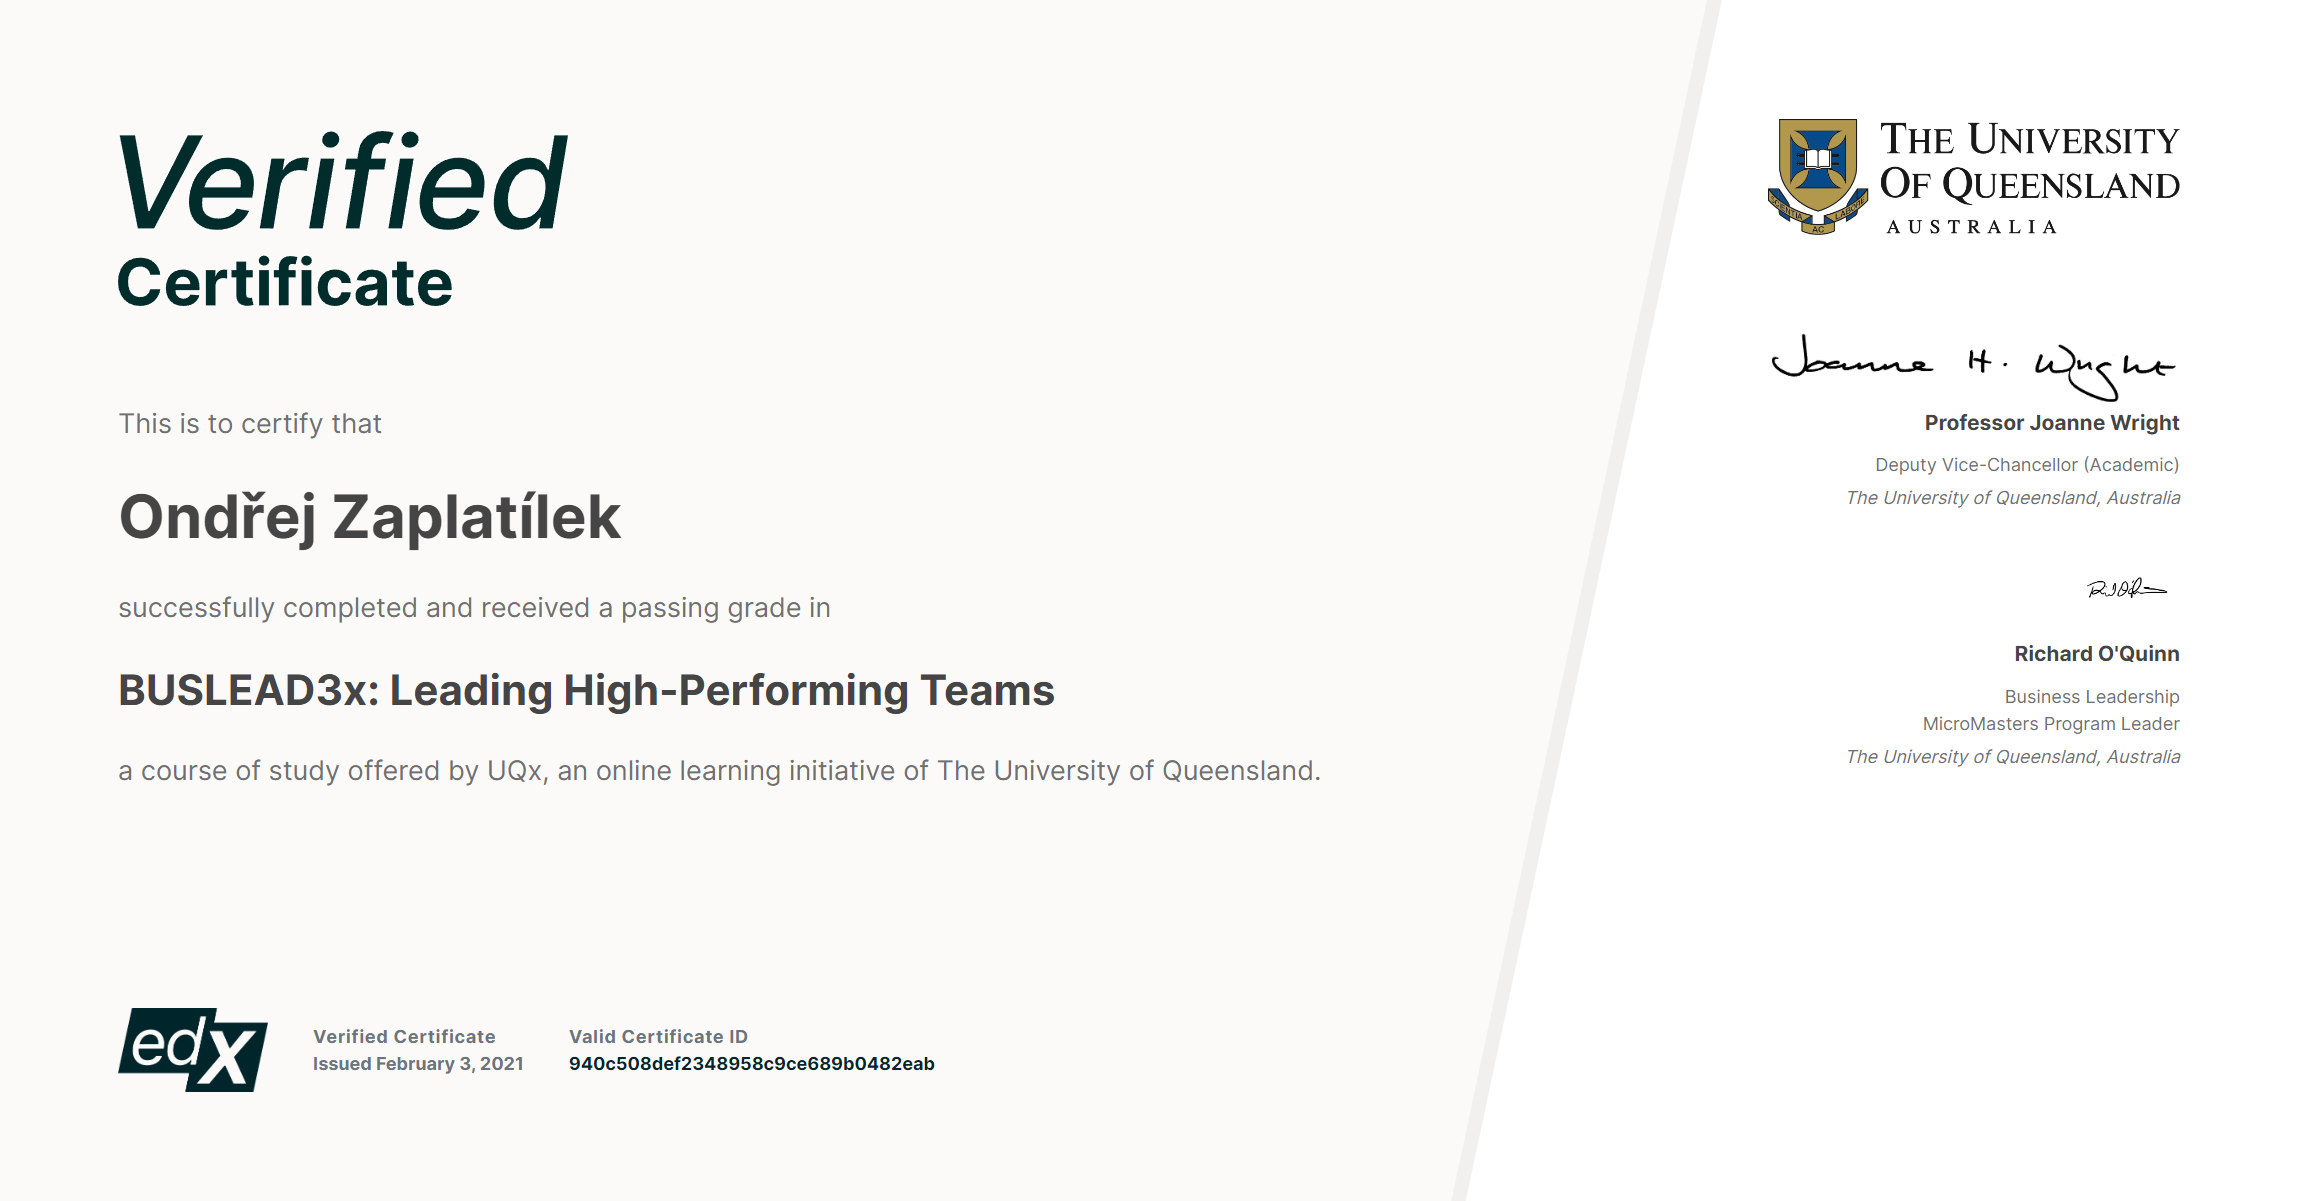 Verified
Certificate
This is to certify that
Ondřej Zaplatílek
successfully completed and received a passing grade in
BUSLEAD3x: Leading High-Performing Teams
a course of study offered by UQx, an online learning initiative of The University of Queensland.
edX
Verified Certificate
Issued February 3, 2021
Valid Certificate ID
940c508def2348958c9ce689b0482eab
THE UNIVERSITY
OF QUEENSLAND
AUSTRALIA
SCIENTIA AC LABORE
Joanne H. Wright
Professor Joanne Wright
Deputy Vice-Chancellor (Academic)
The University of Queensland, Australia
Richard O'Quinn
Business Leadership
MicroMasters Program Leader
The University of Queensland, Australia